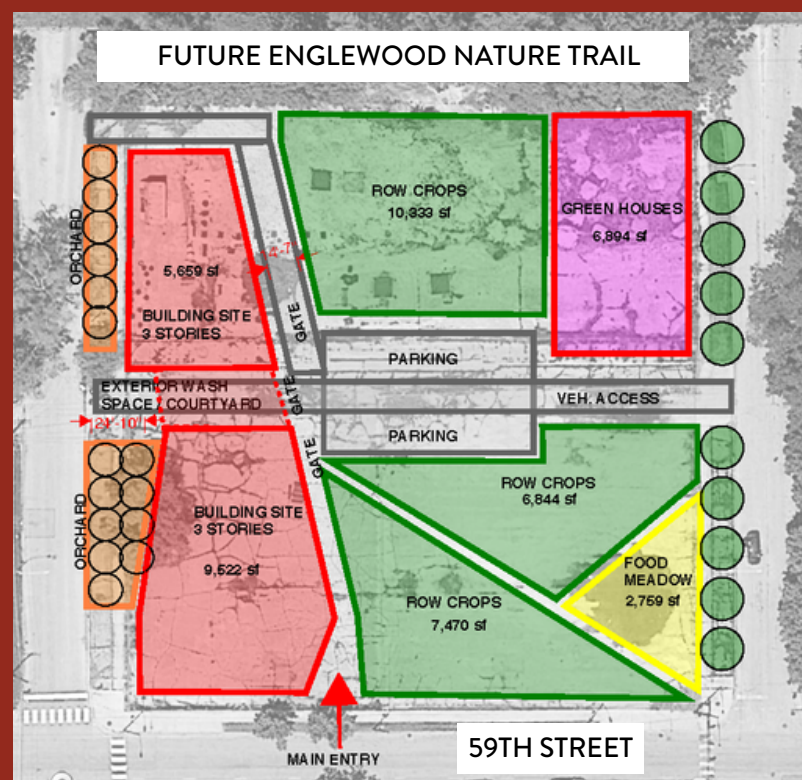 FUTURE ENGLEWOOD NATURE TRAIL
ORCHARD
5,659 sf
BUILDING SITE
3 STORIES
ROW CROPS
10,333 sf
GREEN HOUSES
6,894 sf
GATE
PARKING
EXTERIOR WASH
SPACE / COURTYARD
GATE
VEH. ACCESS
PARKING
GATE
ORCHARD
BUILDING SITE
3 STORIES
9,522 sf
ROW CROPS
6,844 sf
FOOD
MEADOW
2,759 sf
ROW CROPS
7,470 sf
MAIN ENTRY
59TH STREET